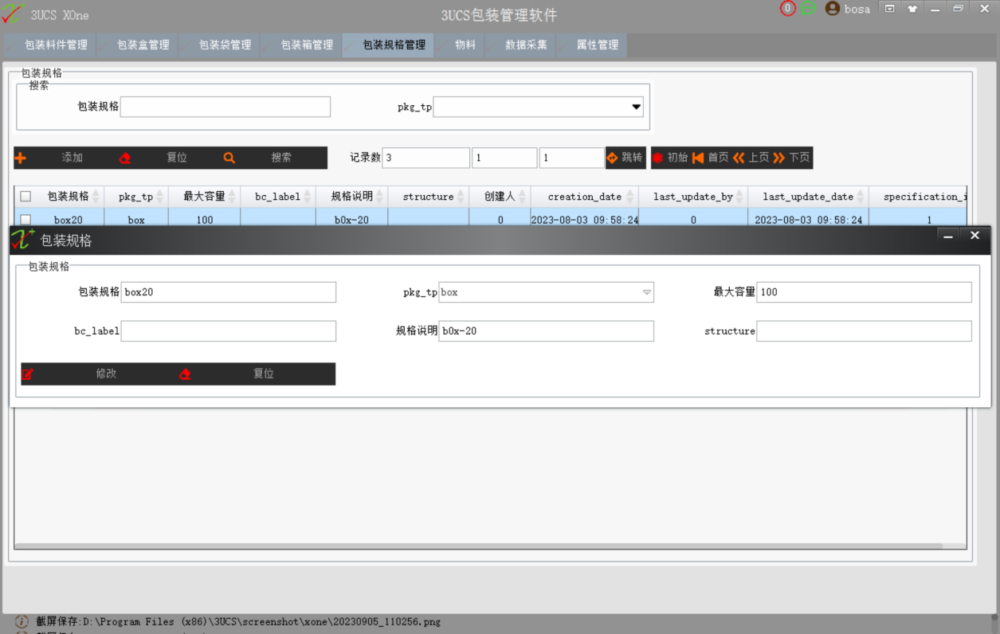 3UCS XOne
3UCS包装管理软件
0
bosa
包装料件管理 包装盒管理 包装袋管理 包装箱管理 包装规格管理 物料 数据采集 属性管理
包装规格
搜索
包装规格 pkg_tp
添加 复位 搜索 记录数 3 1 1 跳转 初始 首页 上页 下页
包装规格 pkg_tp 最大容量 bc_label 规格说明 structure 创建人 creation_date last_update_by last_update_date specification_i
box20 box 100 b0x-20 0 2023-08-03 09:58:24 0 2023-08-03 09:58:24 1
包装规格
包装规格
包装规格 box20 pkg_tp box 最大容量 100
bc_label 规格说明 b0x-20 structure
修改 复位
截屏保存:D:\Program Files (x86)\3UCS\screenshot\xone\20230905_110256.png